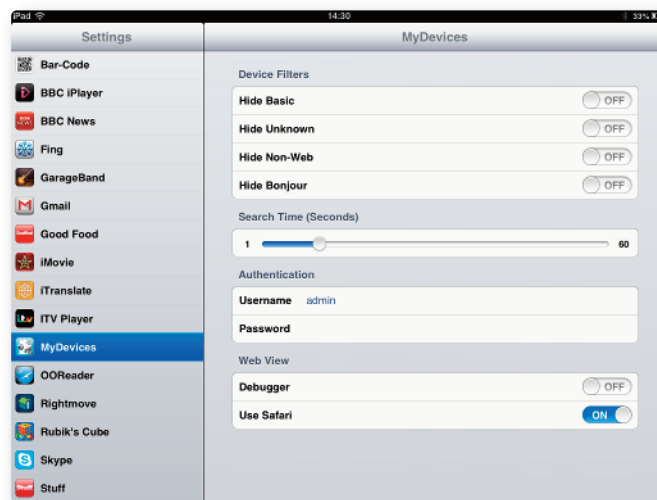 iPad 14:30 33%
Settings
MyDevices
Bar-Code
BBC iPlayer
BBC News
Fing
GarageBand
Gmail
Good Food
iMovie
iTranslate
ITV Player
MyDevices
OOReader
Rightmove
Rubik's Cube
Skype
Stuff
Device Filters
Hide Basic OFF
Hide Unknown OFF
Hide Non-Web OFF
Hide Bonjour OFF
Search Time (Seconds)
1 60
Authentication
Username admin
Password
Web View
Debugger OFF
Use Safari ON